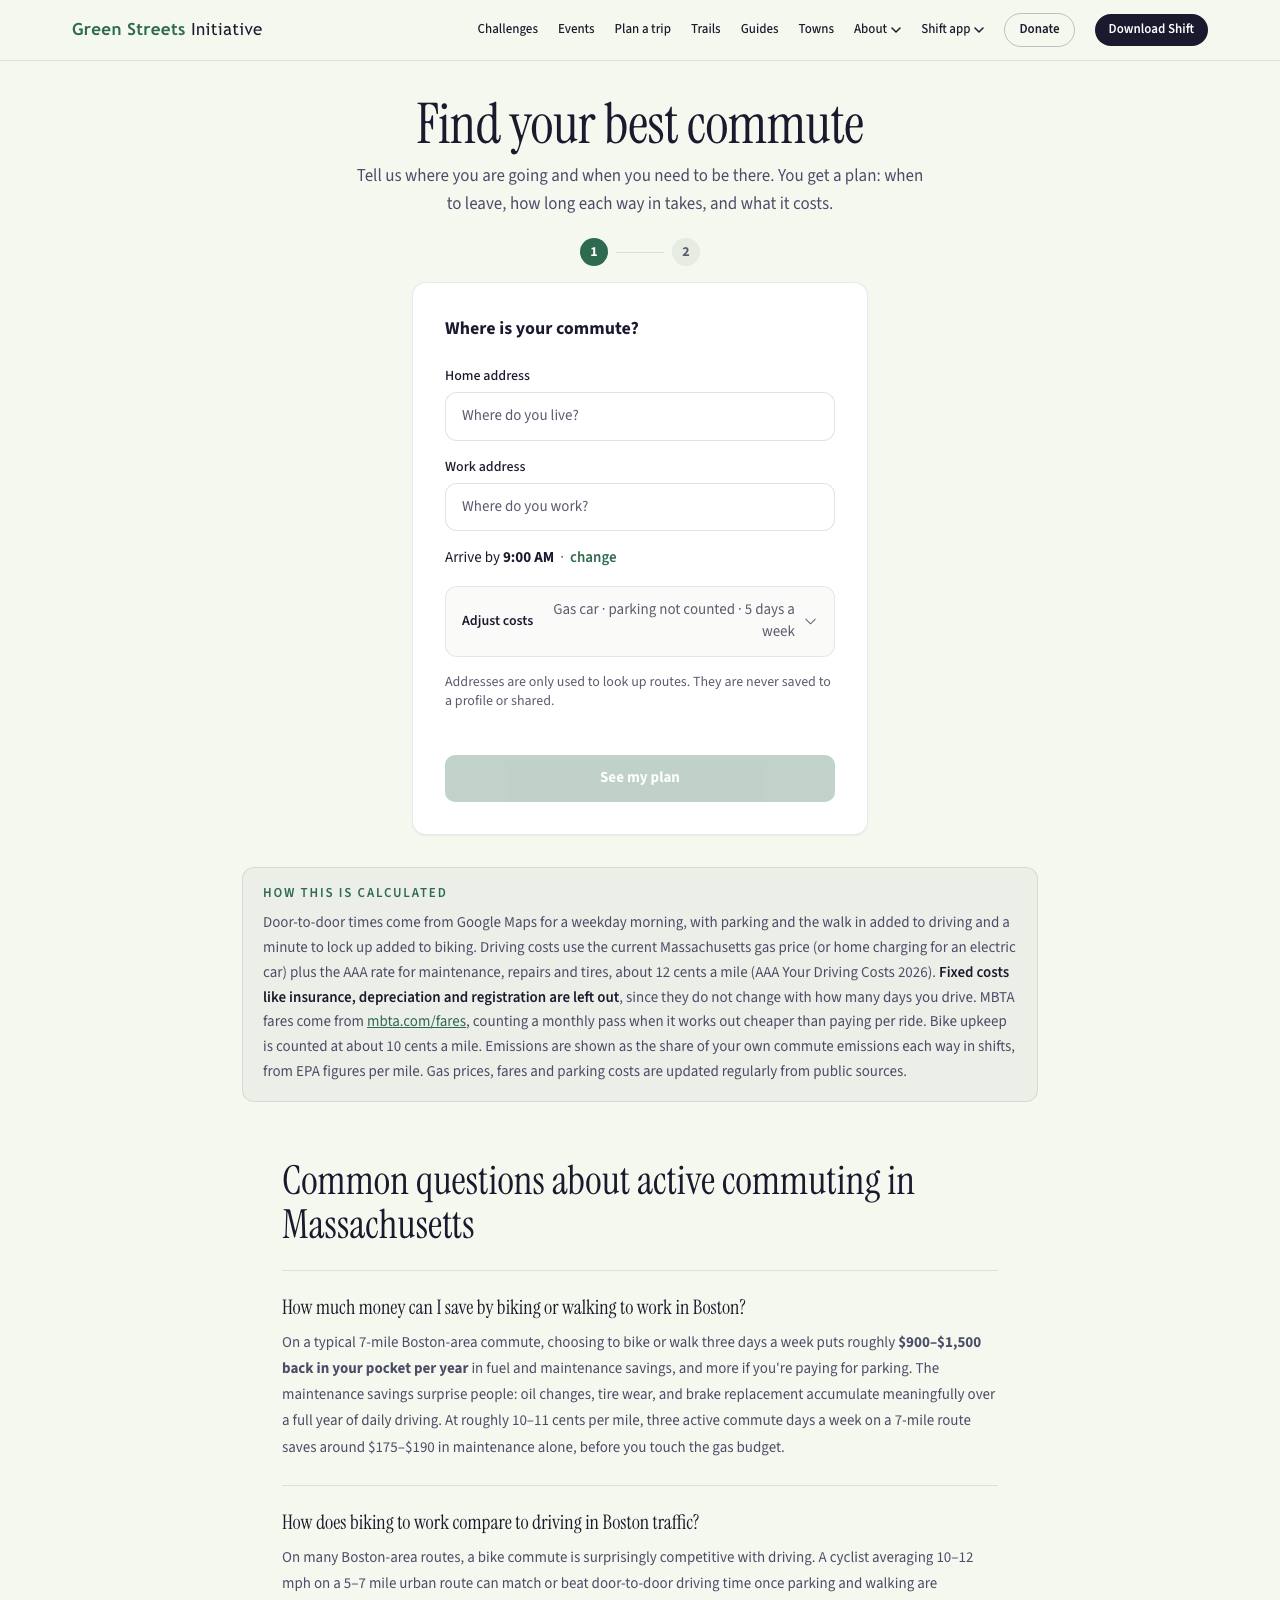 Green Streets Initiative
Challenges
Events
Plan a trip
Trails
Guides
Towns
About
Shift app
Donate
Download Shift
Find your best commute
Tell us where you are going and when you need to be there. You get a plan: when
to leave, how long each way in takes, and what it costs.
1
2
Where is your commute?
Home address
Where do you live?
Work address
Where do you work?
Arrive by 9:00 AM · change
Adjust costs
Gas car · parking not counted · 5 days a
week
Addresses are only used to look up routes. They are never saved to
a profile or shared.
See my plan
HOW THIS IS CALCULATED
Door-to-door times come from Google Maps for a weekday morning, with parking and the walk in added to driving and a
minute to lock up added to biking. Driving costs use the current Massachusetts gas price (or home charging for an electric
car) plus the AAA rate for maintenance, repairs and tires, about 12 cents a mile (AAA Your Driving Costs 2026). Fixed costs
like insurance, depreciation and registration are left out, since they do not change with how many days you drive. MBTA
fares come from mbta.com/fares, counting a monthly pass when it works out cheaper than paying per ride. Bike upkeep
is counted at about 10 cents a mile. Emissions are shown as the share of your own commute emissions each way in shifts,
from EPA figures per mile. Gas prices, fares and parking costs are updated regularly from public sources.
Common questions about active commuting in
Massachusetts
How much money can I save by biking or walking to work in Boston?
On a typical 7-mile Boston-area commute, choosing to bike or walk three days a week puts roughly $900–$1,500
back in your pocket per year in fuel and maintenance savings, and more if you're paying for parking. The
maintenance savings surprise people: oil changes, tire wear, and brake replacement accumulate meaningfully over
a full year of daily driving. At roughly 10–11 cents per mile, three active commute days a week on a 7-mile route
saves around $175–$190 in maintenance alone, before you touch the gas budget.
How does biking to work compare to driving in Boston traffic?
On many Boston-area routes, a bike commute is surprisingly competitive with driving. A cyclist averaging 10–12
mph on a 5–7 mile urban route can match or beat door-to-door driving time once parking and walking are